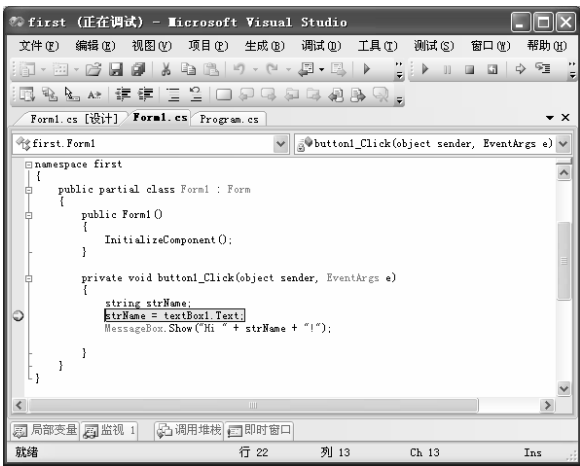 first (正在调试) - Microsoft Visual Studio
文件(F) 编辑(E) 视图(V) 项目(P) 生成(B) 调试(D) 工具(T) 测试(S) 窗口(W) 帮助(H)
Form1.cs [设计] Form1.cs Program.cs
first.Form1 button1_Click(object sender, EventArgs e)
namespace first
{
public partial class Form1 : Form
{
public Form1()
{
InitializeComponent();
}
private void button1_Click(object sender, EventArgs e)
{
string strName;
strName = textBox1.Text;
MessageBox.Show("Hi " + strName + "!");
}
}
}
局部变量 监视 1 调用堆栈 即时窗口
就绪 行 22 列 13 Ch 13 Ins